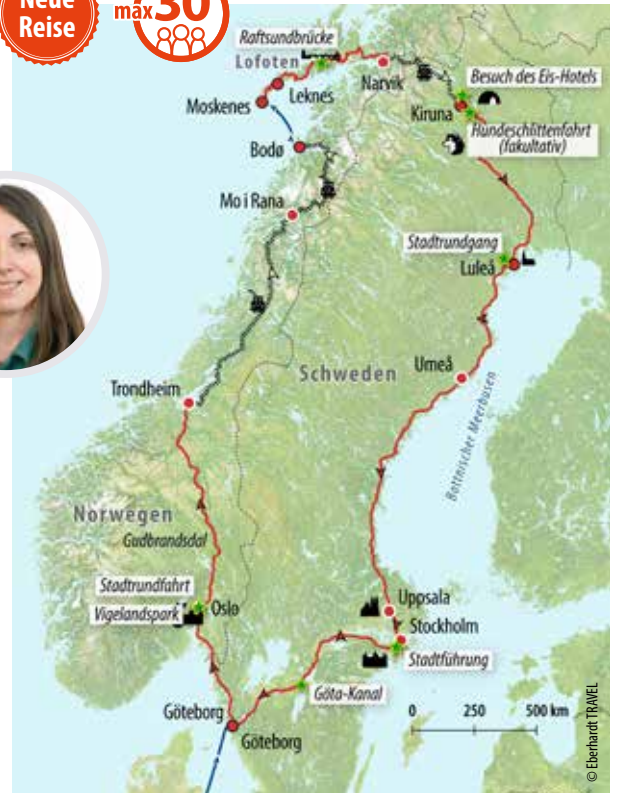 Neue
Reise
max 30
Raftsundbrücke
Lofoten
Narvik
Besuch des Eis-Hotels
Moskenes
Leknes
Kiruna
Hundeschlittenfahrt
(fakultativ)
Bodø
Mo i Rana
Stadtrundgang
Luleå
Schweden
Umeå
Trondheim
Bottnischer Meerbusen
Norwegen
Gudbrandsdal
Stadtrundfahrt
Vigelandspark
Oslo
Uppsala
Stockholm
Stadtführung
Göta-Kanal
Göteborg
Göteborg
0 250 500 km
© Eberhardt TRAVEL